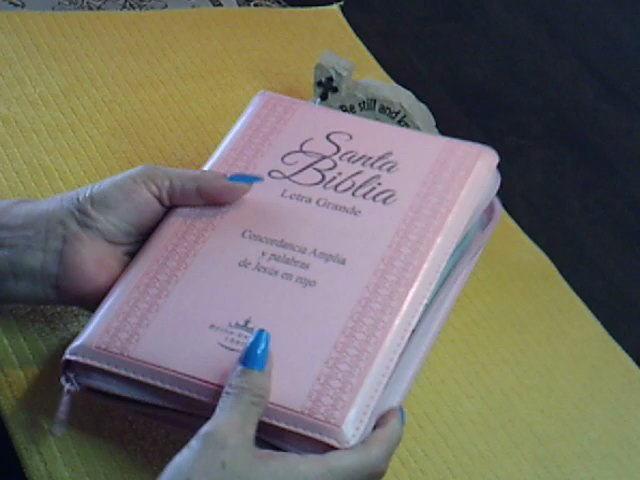 Be still and
Santa
Biblia
Letra Grande
Concordancia Amplia
y palabras
de Jesús en rojo